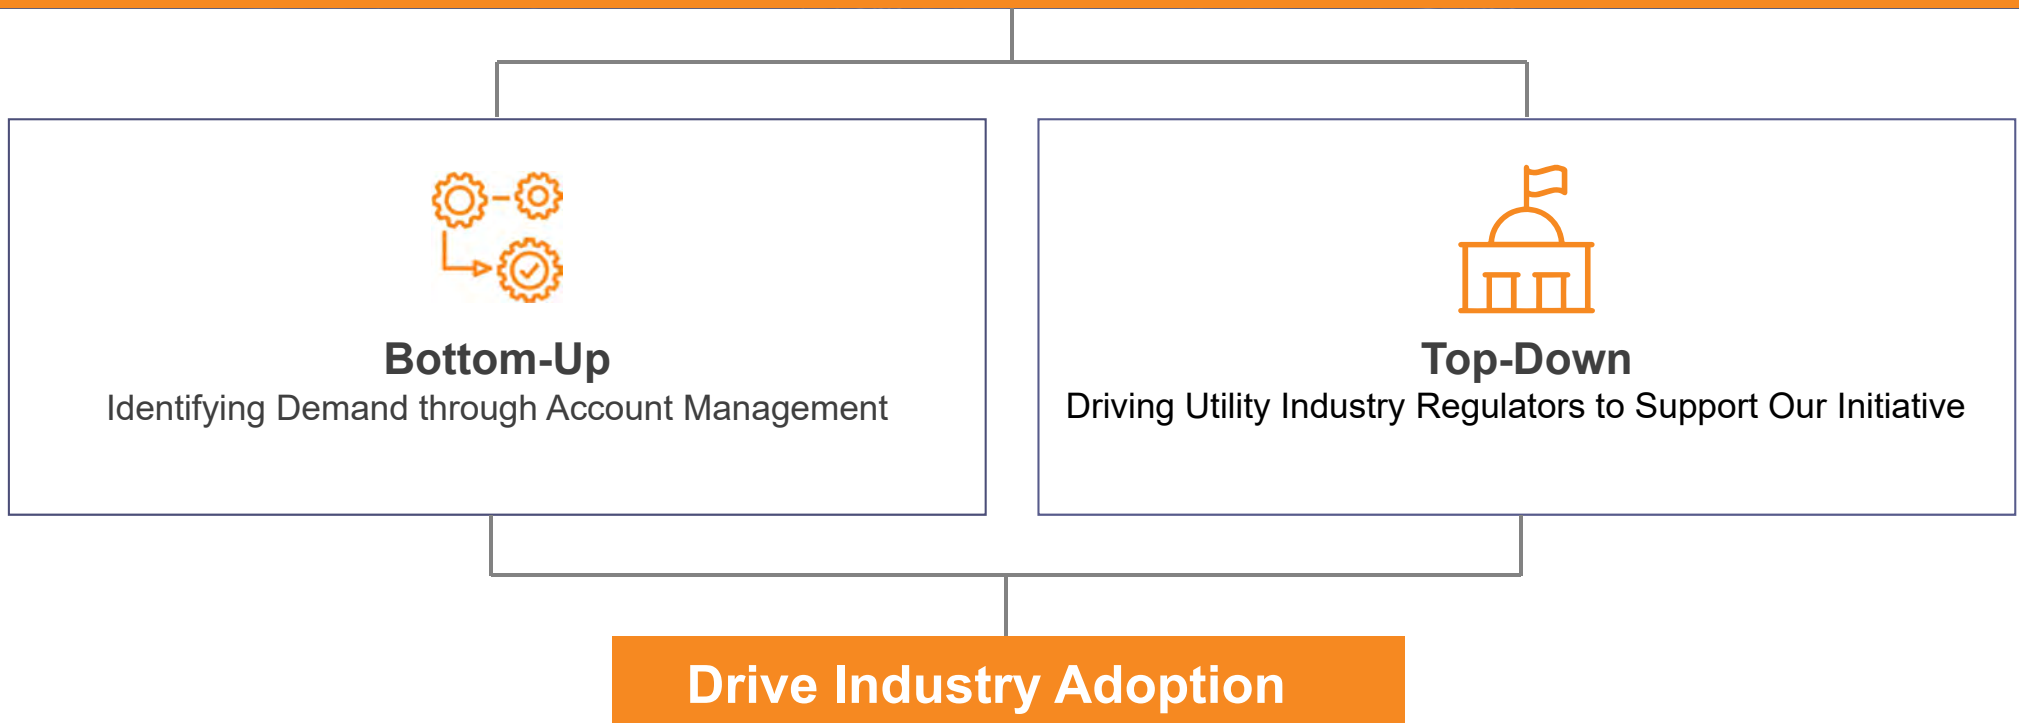 Bottom-Up
Identifying Demand through Account Management
Top-Down
Driving Utility Industry Regulators to Support Our Initiative
Drive Industry Adoption